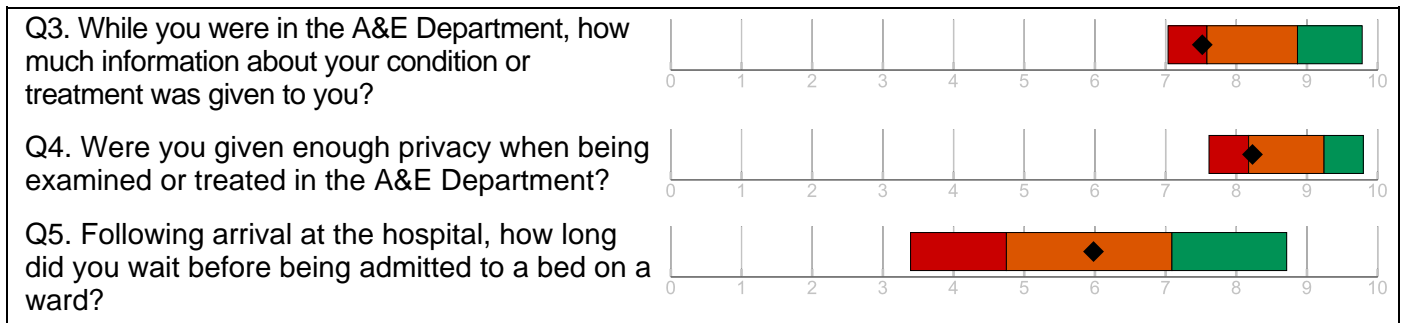 Q3. While you were in the A&E Department, how
much information about your condition or
treatment was given to you?
0 1 2 3 4 5 6 7 8 9 10
Q4. Were you given enough privacy when being
examined or treated in the A&E Department?
0 1 2 3 4 5 6 7 8 9 10
Q5. Following arrival at the hospital, how long
did you wait before being admitted to a bed on a
ward?
0 1 2 3 4 5 6 7 8 9 10